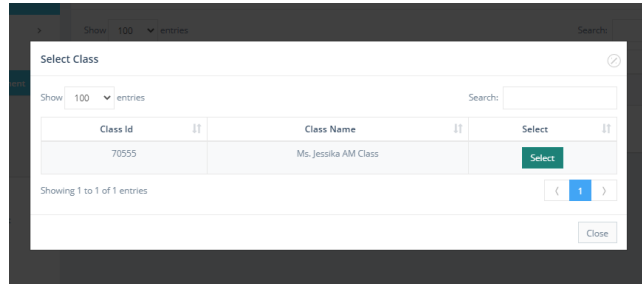 Show 100 entries Search:
Select Class
ent
Show 100 entries Search:
Class Id Class Name Select
70555 Ms. Jessika AM Class Select
Showing 1 to 1 of 1 entries 1
Close